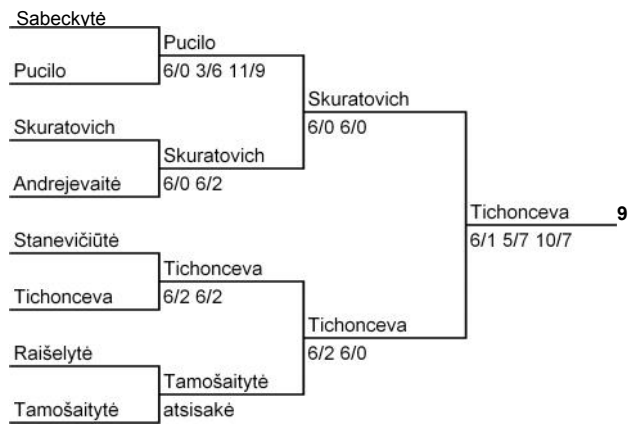 Sabeckytė
Pucilo
Pucilo
6/0 3/6 11/9
Skuratovich
6/0 6/0
Skuratovich
Skuratovich
Andrejevaitė
6/0 6/2
Tichonceva 9
6/1 5/7 10/7
Stanevičiūtė
Tichonceva
Tichonceva
6/2 6/2
Tichonceva
6/2 6/0
Raišelytė
Tamošaitytė
Tamošaitytė
atsisakė